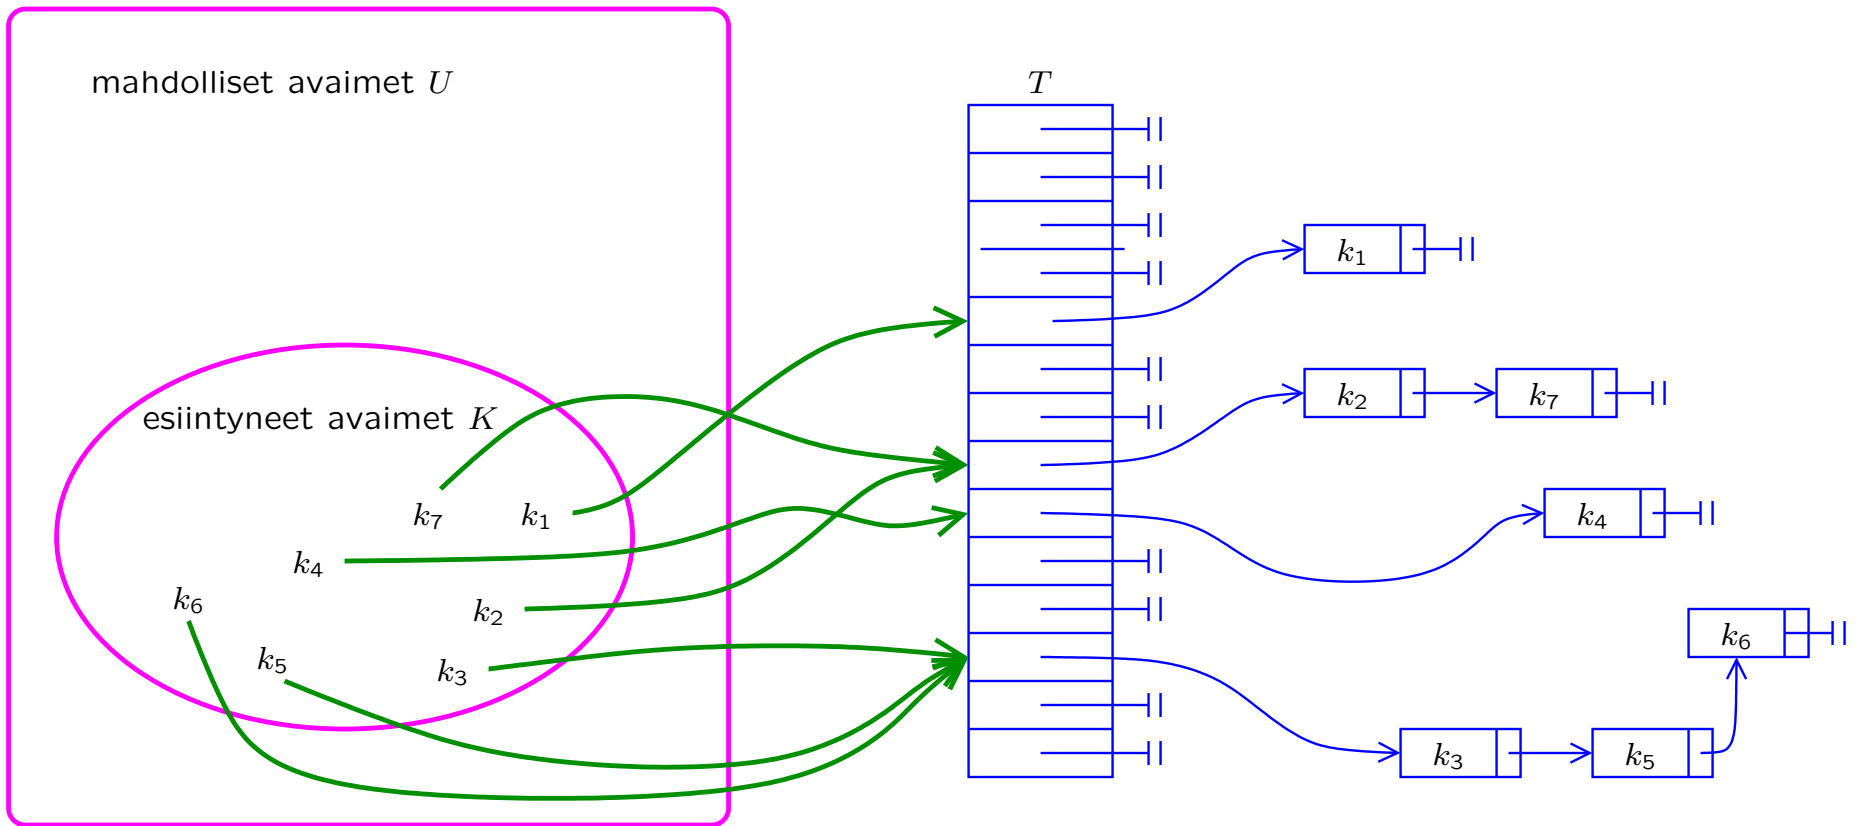 mahdolliset avaimet U
T
k₁
k₂ k₇
esiintyneet avaimet K
k₇ k₁
k₄
k₄
k₆
k₂
k₆
k₅
k₃
k₃ k₅